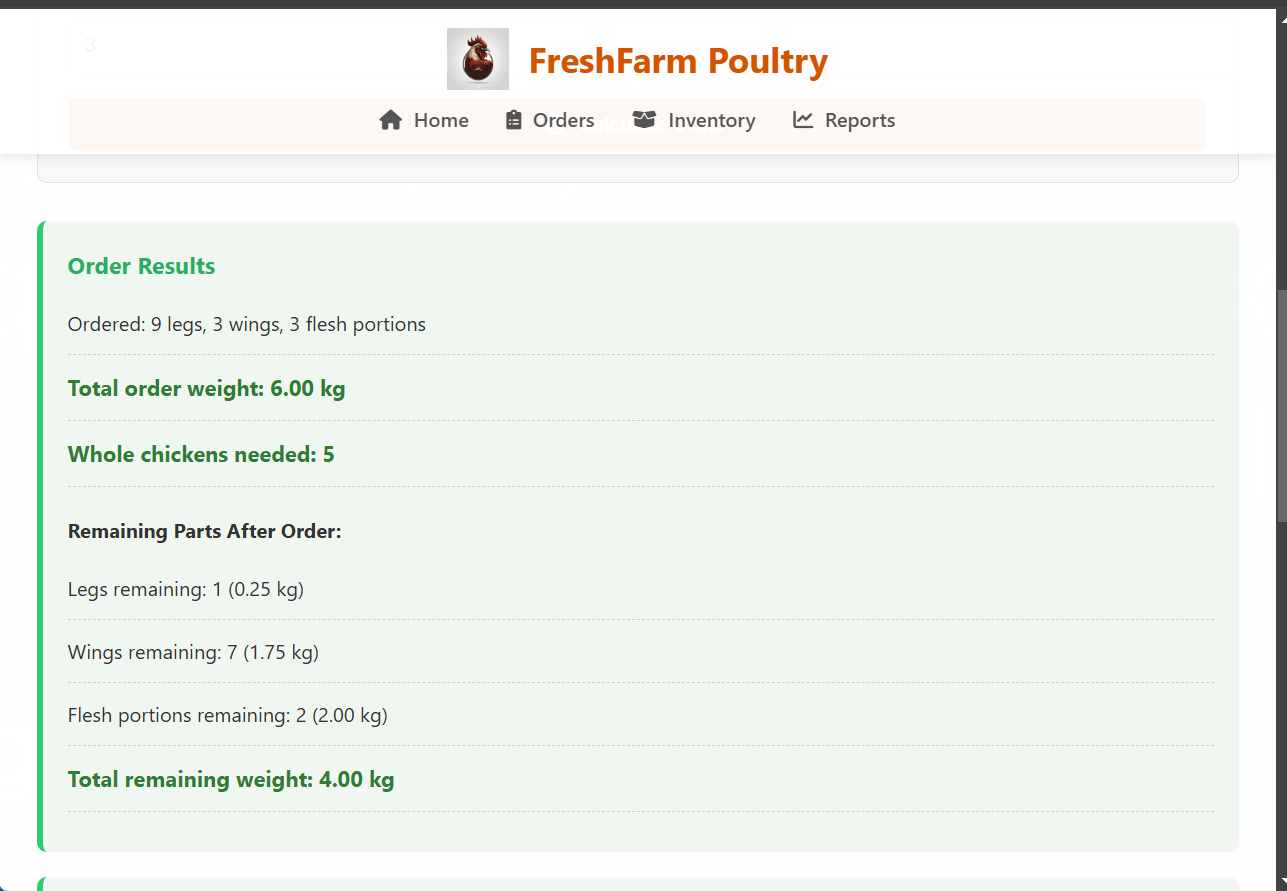 3
FreshFarm Poultry
Home Orders Inventory Reports
Order Results
Ordered: 9 legs, 3 wings, 3 flesh portions
Total order weight: 6.00 kg
Whole chickens needed: 5
Remaining Parts After Order:
Legs remaining: 1 (0.25 kg)
Wings remaining: 7 (1.75 kg)
Flesh portions remaining: 2 (2.00 kg)
Total remaining weight: 4.00 kg